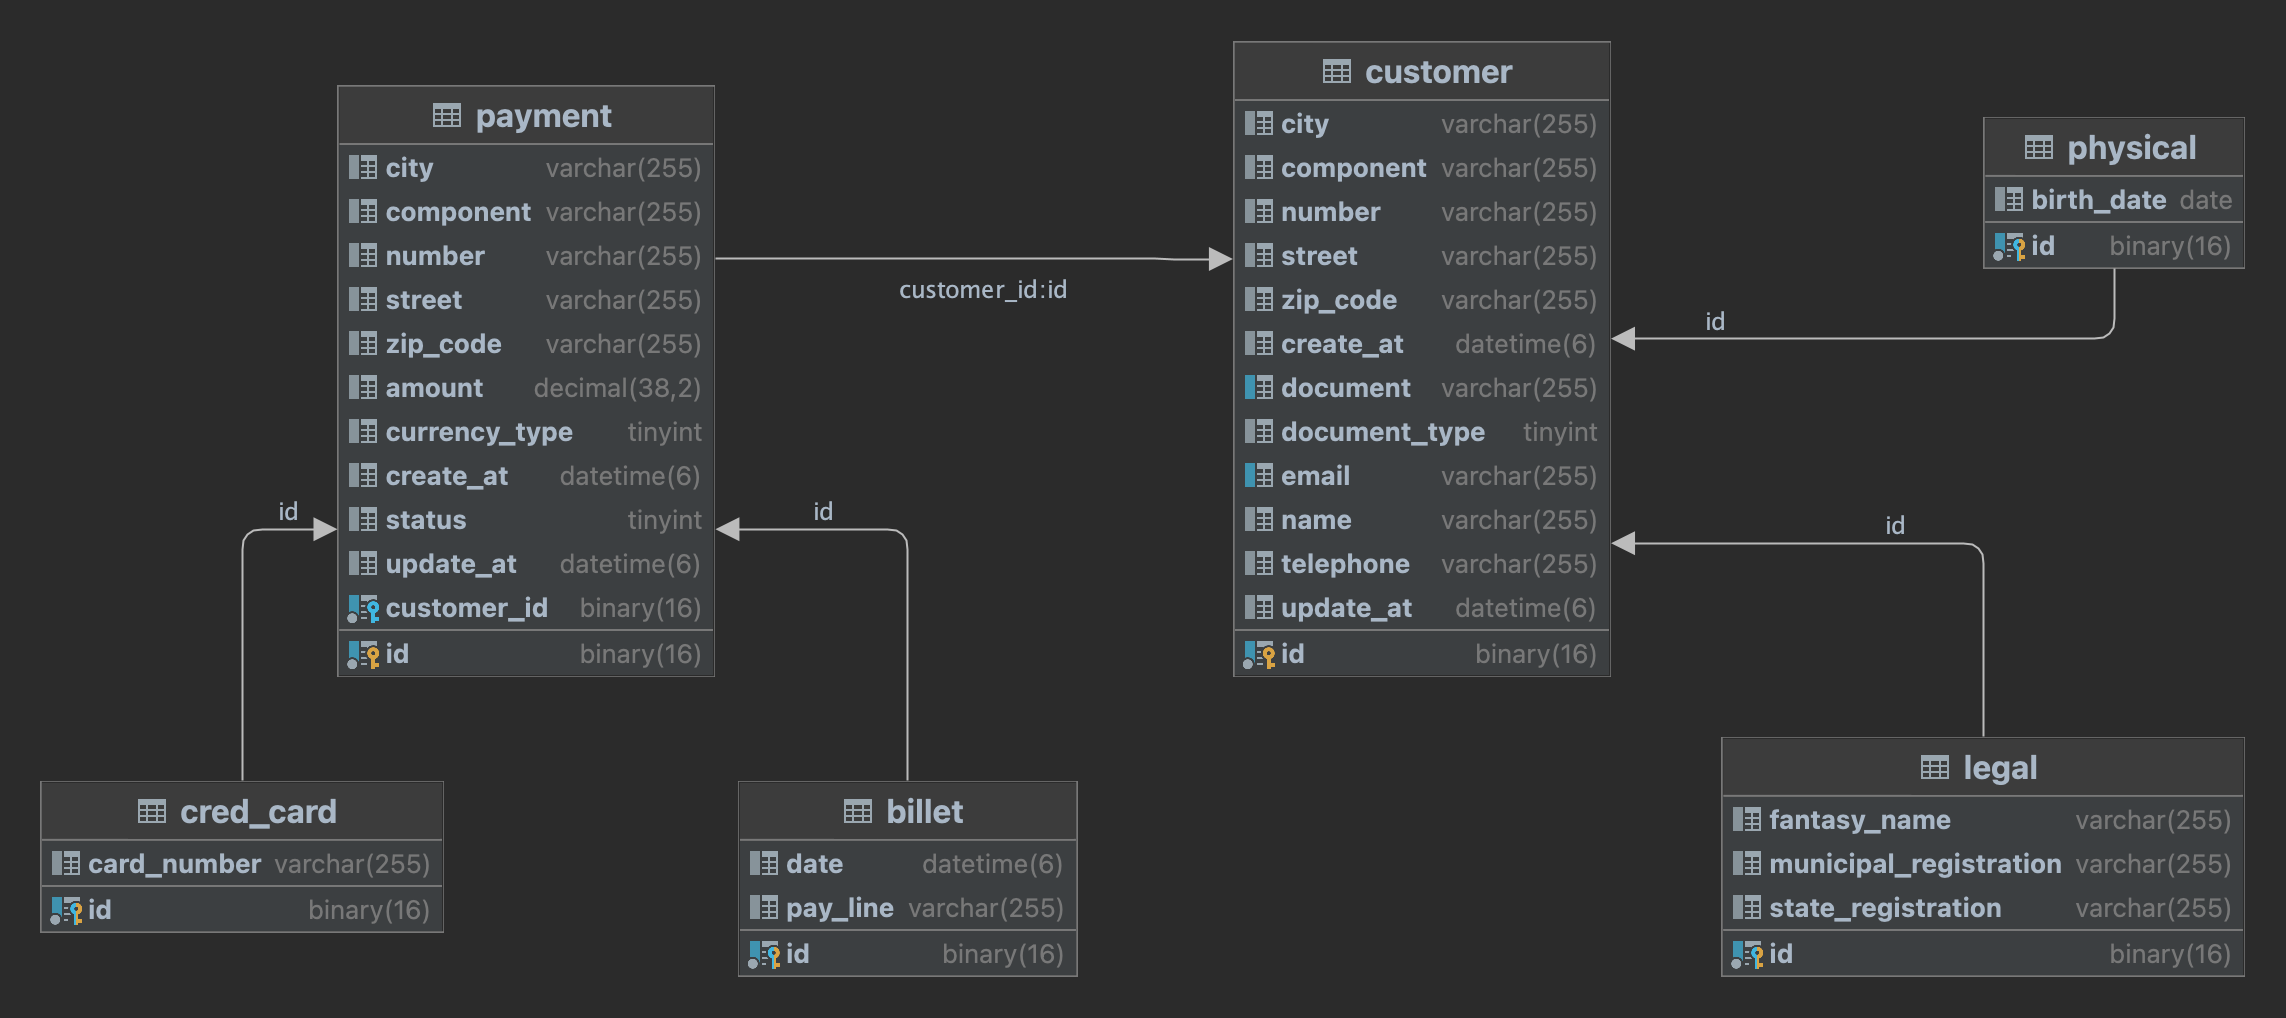 payment
city varchar(255)
component varchar(255)
number varchar(255)
street varchar(255)
zip_code varchar(255)
amount decimal(38,2)
currency_type tinyint
create_at datetime(6)
status tinyint
update_at datetime(6)
customer_id binary(16)
id binary(16)
customer_id:id
customer
city varchar(255)
component varchar(255)
number varchar(255)
street varchar(255)
zip_code varchar(255)
create_at datetime(6)
document varchar(255)
document_type tinyint
email varchar(255)
name varchar(255)
telephone varchar(255)
update_at datetime(6)
id binary(16)
physical
birth_date date
id binary(16)
id
id
id
id
cred_card
card_number varchar(255)
id binary(16)
billet
date datetime(6)
pay_line varchar(255)
id binary(16)
legal
fantasy_name varchar(255)
municipal_registration varchar(255)
state_registration varchar(255)
id binary(16)